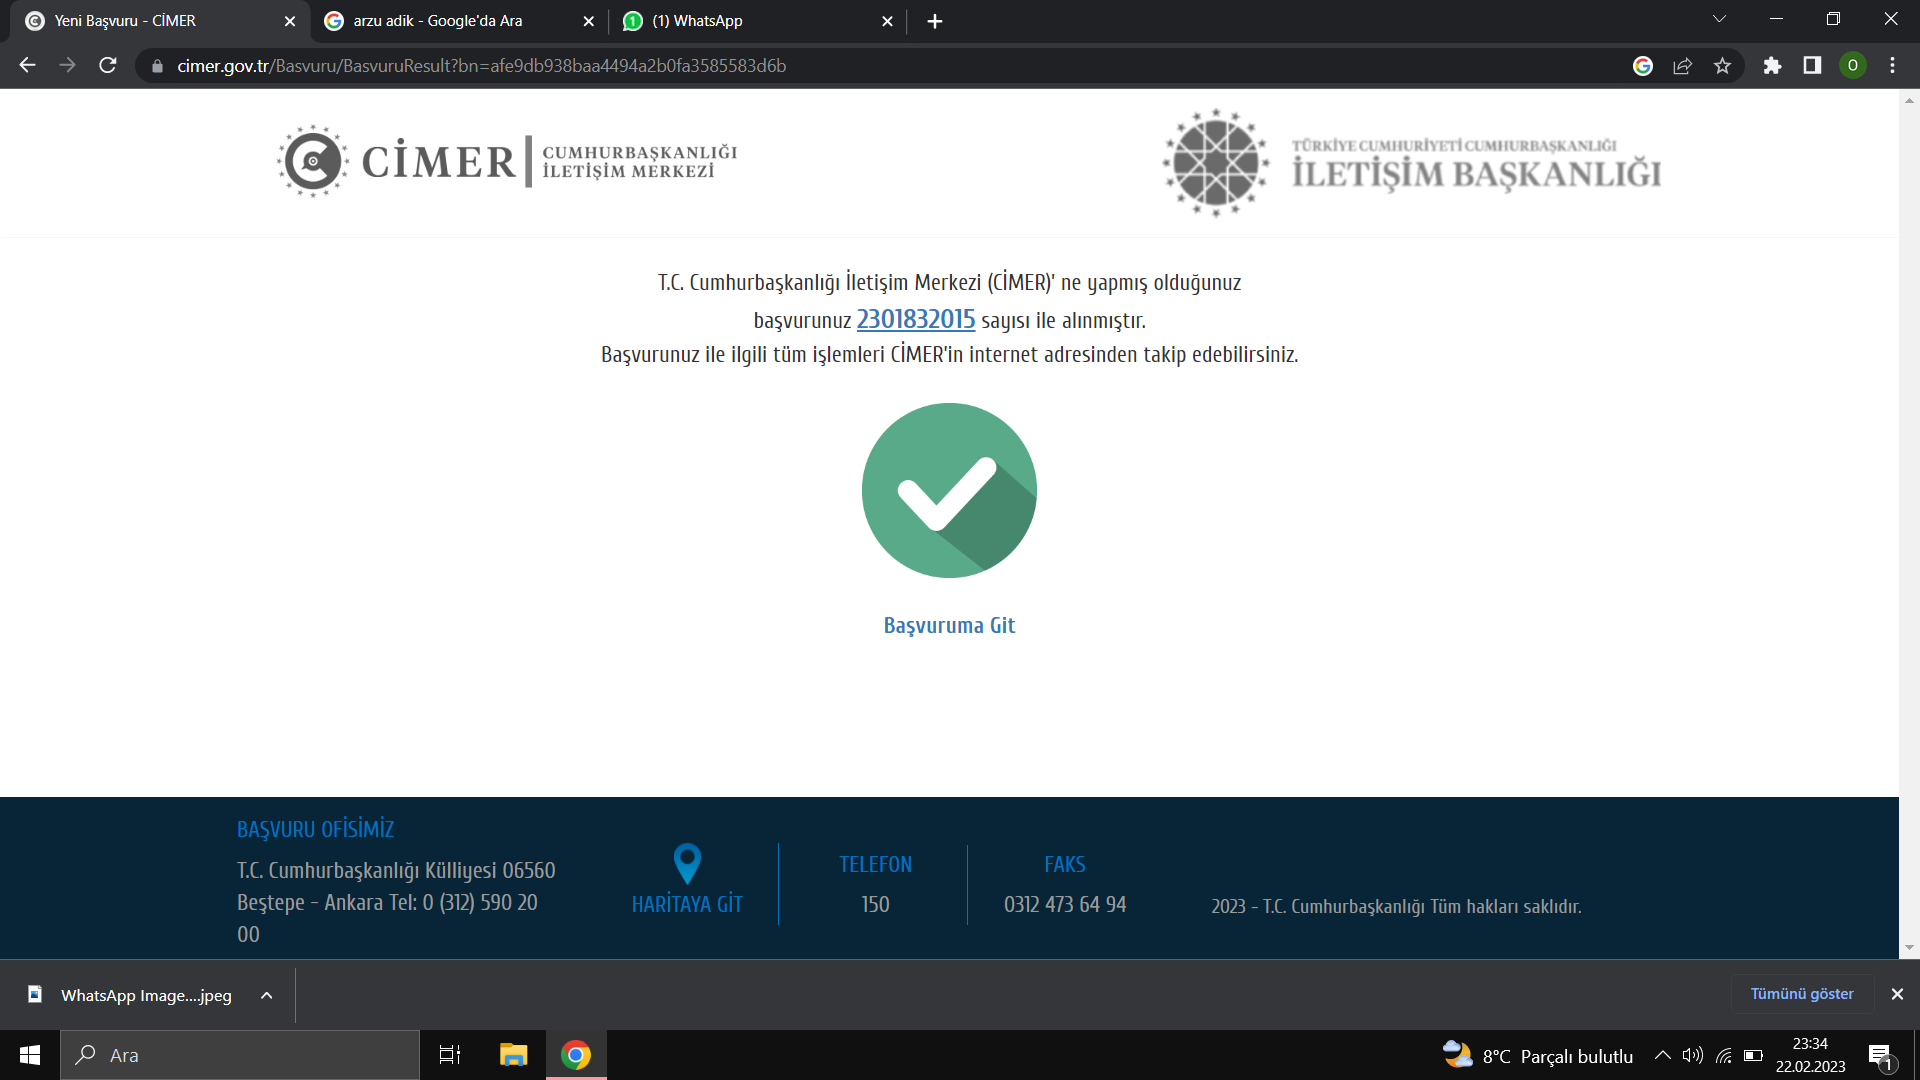 Yeni Başvuru - CİMER
arzu adik - Google'da Ara
(1) WhatsApp
cimer.gov.tr/Basvuru/BasvuruResult?bn=afe9db938baa4494a2b0fa3585583d6b
O
CİMER
CUMHURBAŞKANLIĞI
İLETİŞİM MERKEZİ
TÜRKİYE CUMHURİYETİ CUMHURBAŞKANLIĞI
İLETİŞİM BAŞKANLIĞI
T.C. Cumhurbaşkanlığı İletişim Merkezi (CİMER)' ne yapmış olduğunuz
başvurunuz 2301832015 sayısı ile alınmıştır.
Başvurunuz ile ilgili tüm işlemleri CİMER'in internet adresinden takip edebilirsiniz.
Başvuruma Git
BAŞVURU OFİSİMİZ
T.C. Cumhurbaşkanlığı Külliyesi 06560
Beştepe - Ankara Tel: 0 (312) 590 20
00
HARİTAYA GİT
TELEFON
150
FAKS
0312 473 64 94
2023 - T.C. Cumhurbaşkanlığı Tüm hakları saklıdır.
WhatsApp Image....jpeg
Tümünü göster
Ara
8°C Parçalı bulutlu
23:34
22.02.2023
1